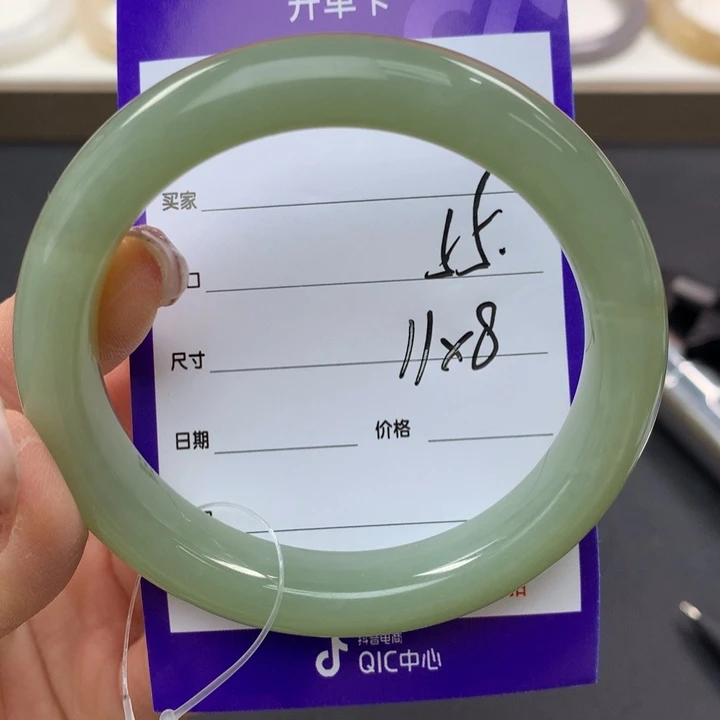 开单卡
买家
55.
口
尺寸 11x8
日期 价格
抖音电商
QIC中心